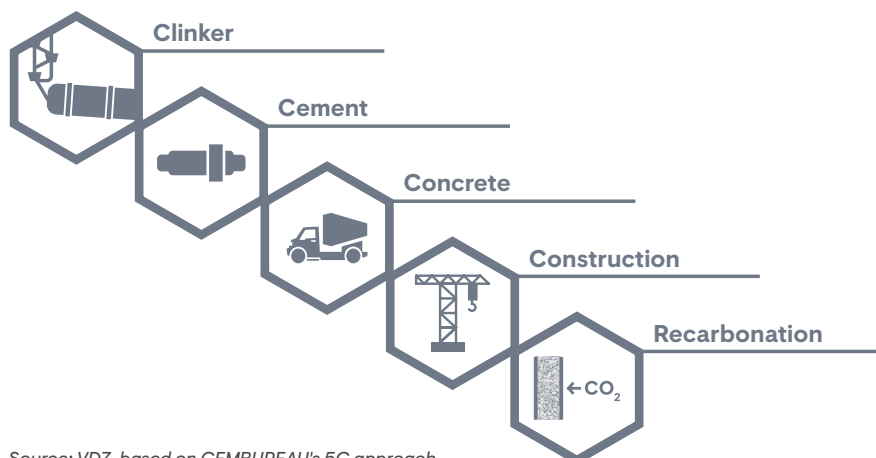 Clinker
Cement
Concrete
Construction
Recarbonation
←CO₂
Source: VDZ, based on CEMBUREAU's 5C approach